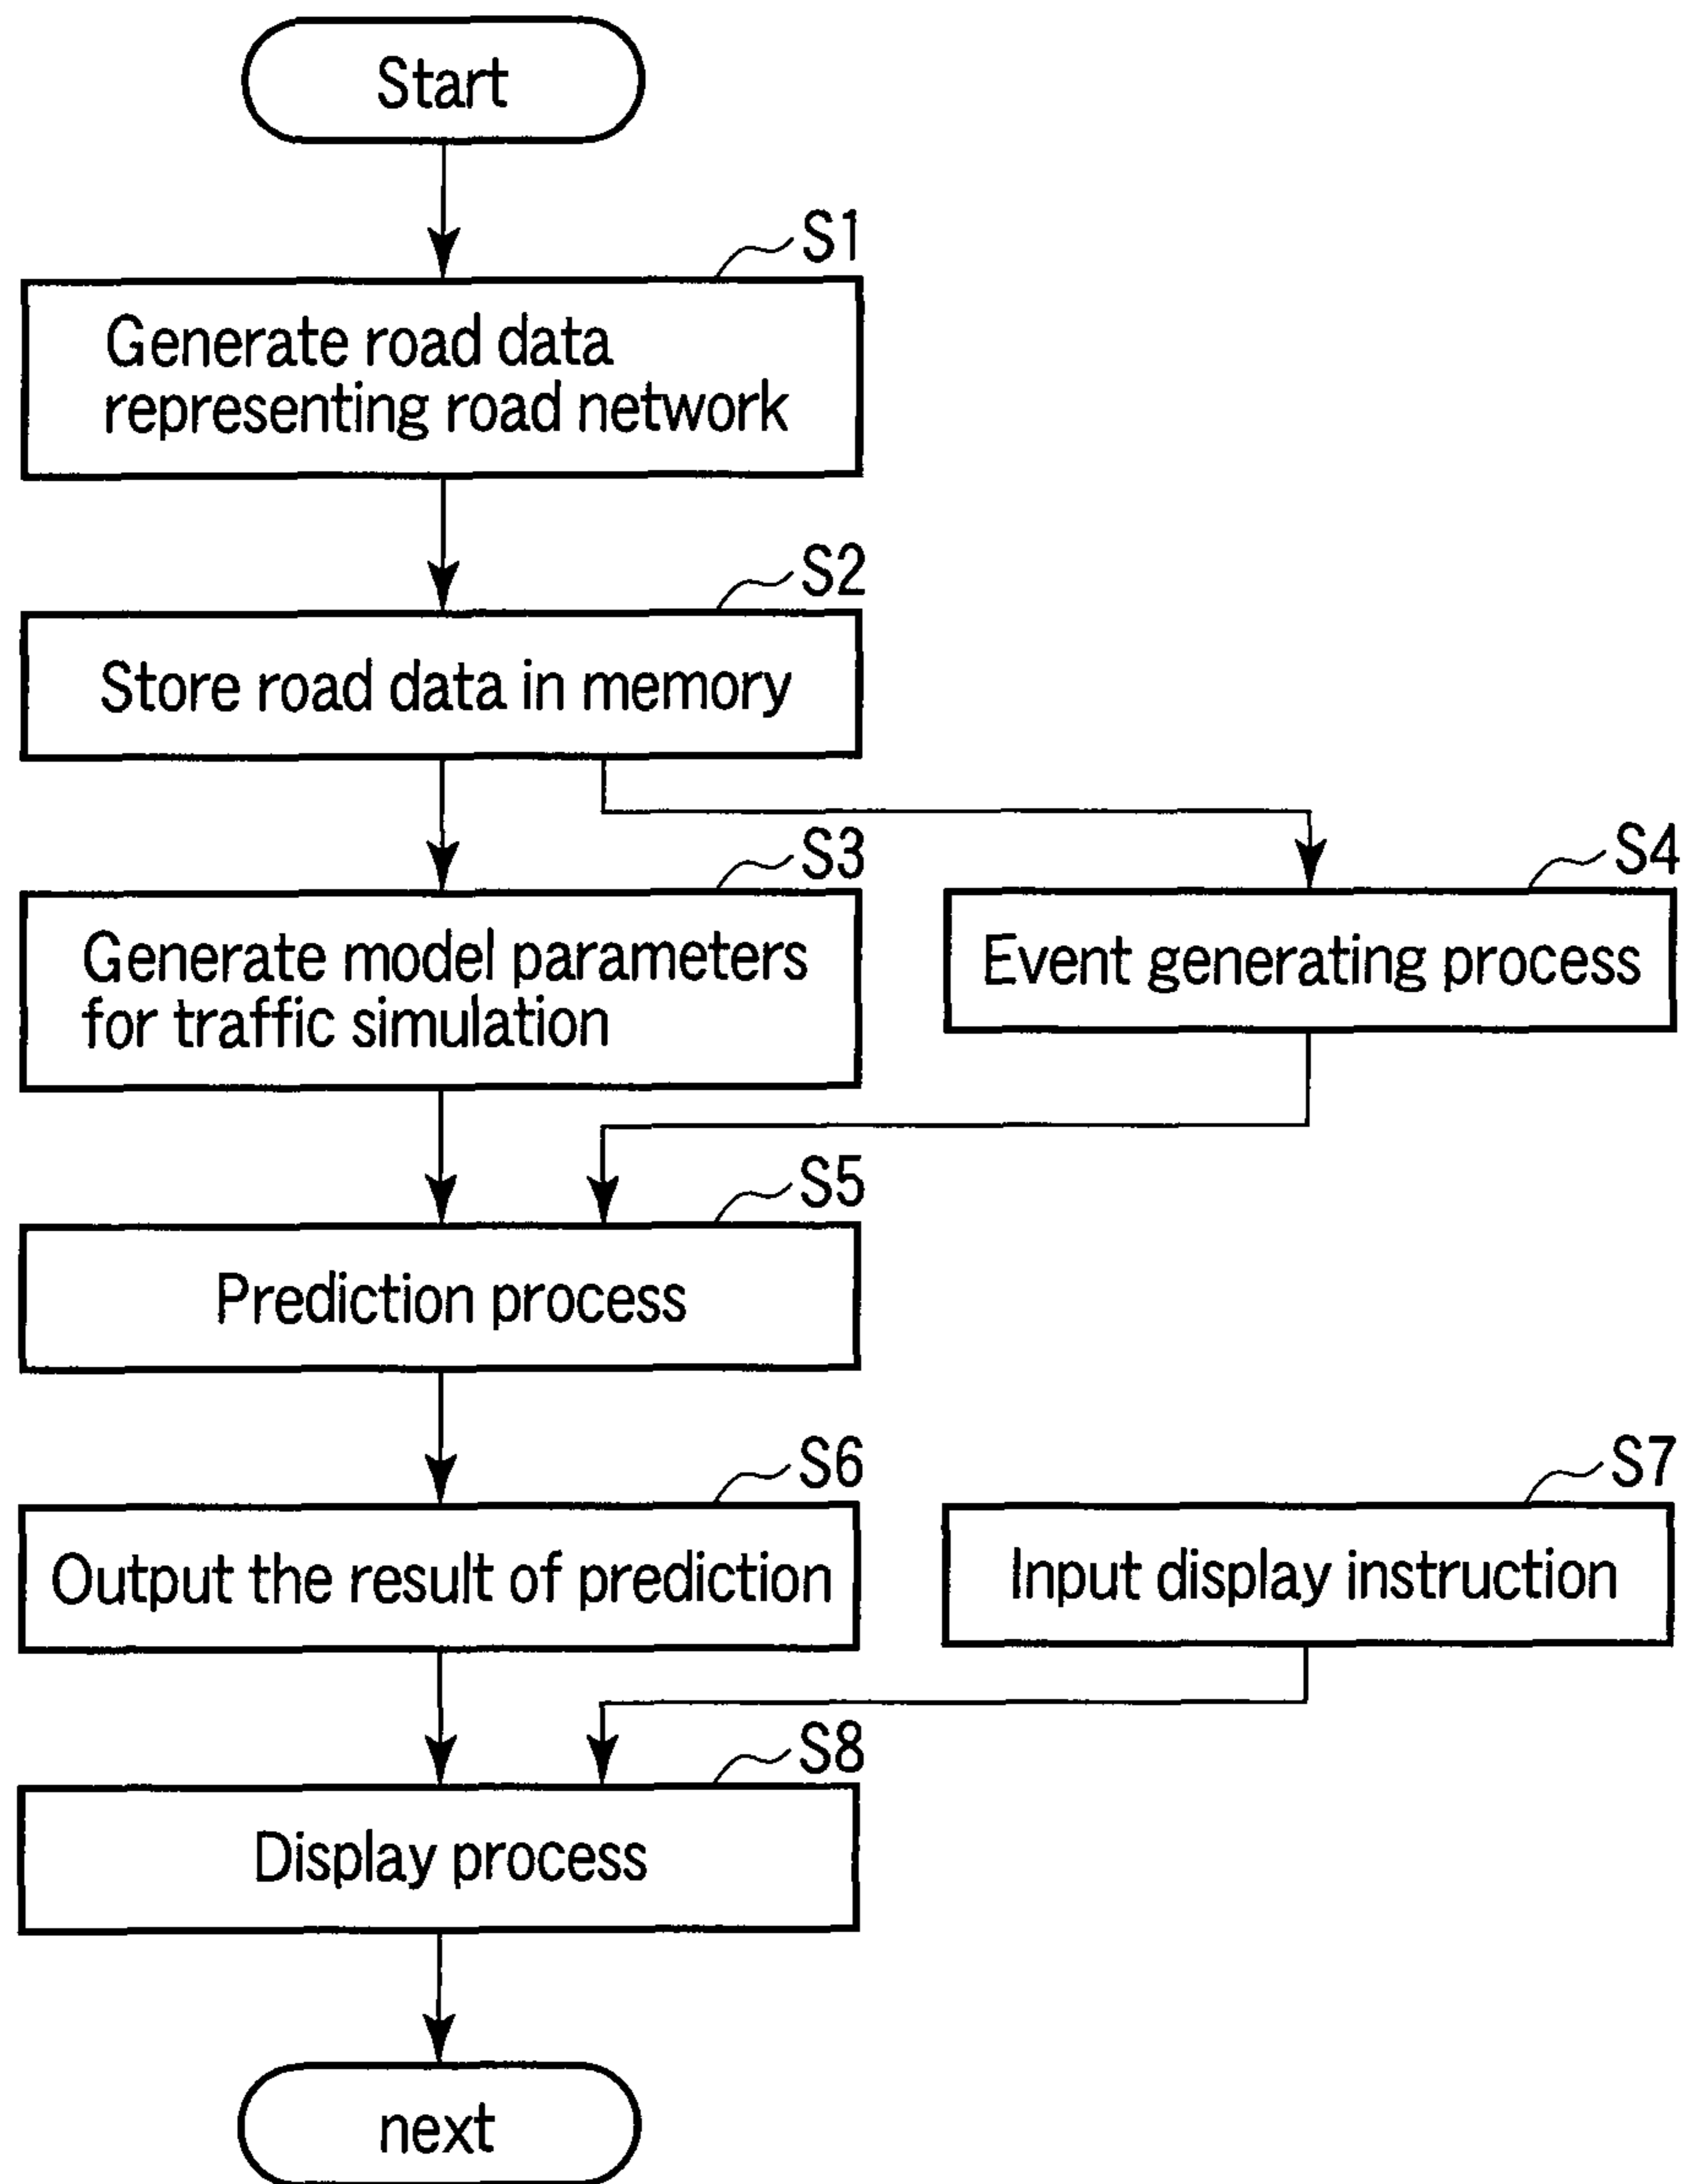 Start
S1
Generate road data
representing road network
S2
Store road data in memory
S3
Generate model parameters
for traffic simulation
S4
Event generating process
S5
Prediction process
S6
Output the result of prediction
S7
Input display instruction
S8
Display process
next